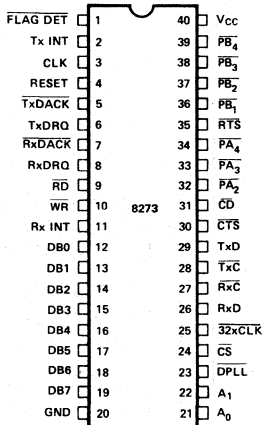 FLAG DET 1 40 VCC
Tx INT 2 39 PB4
CLK 3 38 PB3
RESET 4 37 PB2
TxDACK 5 36 PB1
TxDRQ 6 35 RTS
RxDACK 7 34 PA4
RxDRQ 8 33 PA3
RD 9 32 PA2
WR 10 8273 31 CD
Rx INT 11 30 CTS
DB0 12 29 TxD
DB1 13 28 TxC
DB2 14 27 RxC
DB3 15 26 RxD
DB4 16 25 32xCLK
DB5 17 24 CS
DB6 18 23 DPLL
DB7 19 22 A1
GND 20 21 A0